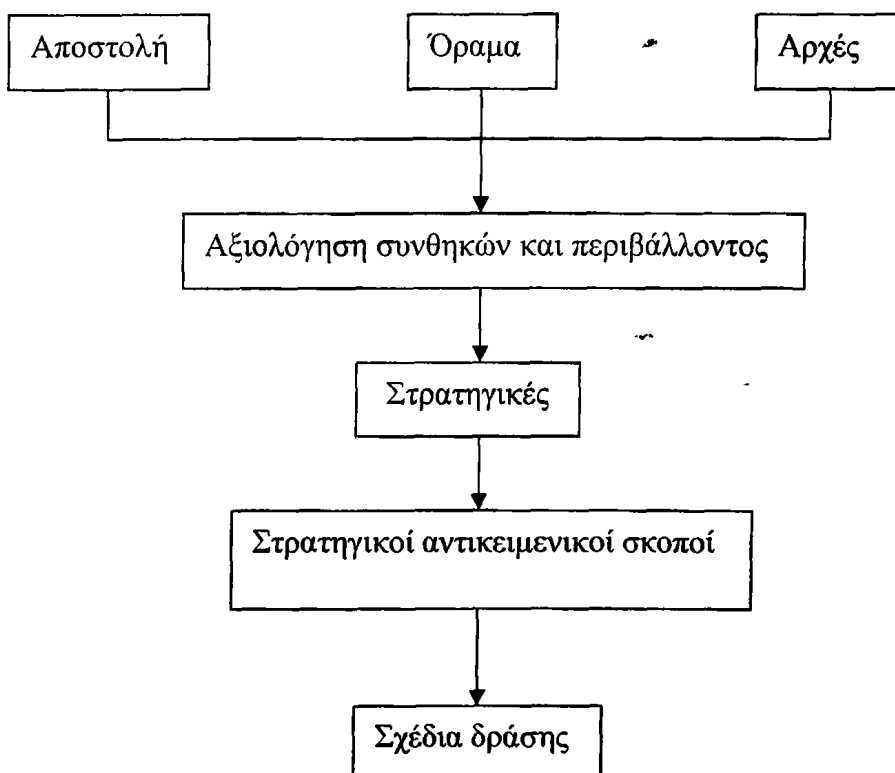 Αποστολή
Όραμα
Αρχές
Αξιολόγηση συνθηκών και περιβάλλοντος
Στρατηγικές
Στρατηγικοί αντικειμενικοί σκοποί
Σχέδια δράσης